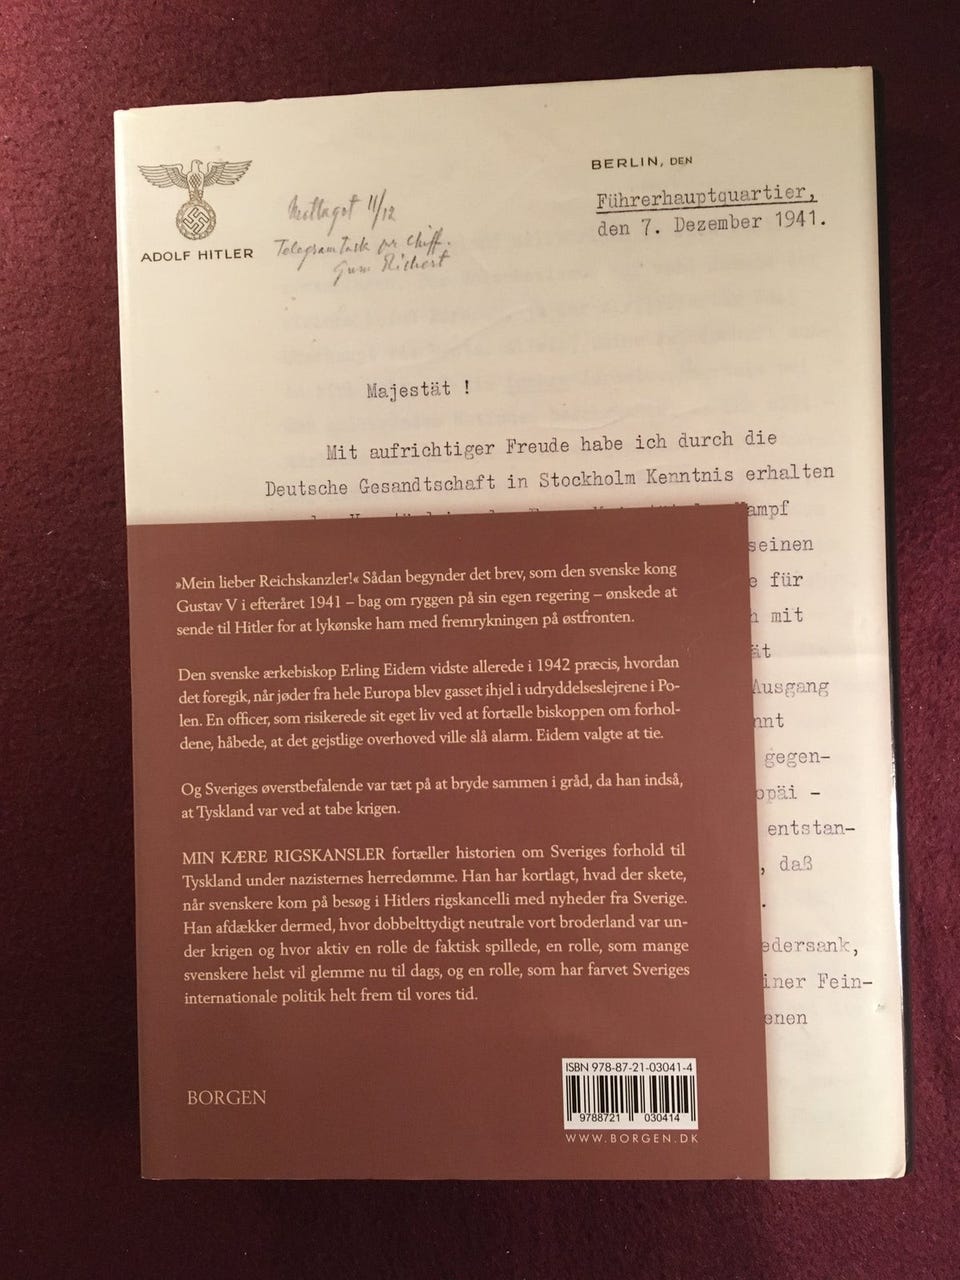 ADOLF HITLER
Mottaget 11/12
Telegramtask pr chiff.
BERLIN, DEN
Führerhauptquartier,
den 7. Dezember 1941.
Majestät !
Mit aufrichtiger Freude habe ich durch die
Deutsche Gesandtschaft in Stockholm Kenntnis erhalten
seinen
für
mit
Ausgang
gegen-
entstan-
, daß
»Mein lieber Reichskanzler!« Sådan begynder det brev, som den svenske kong
Gustav V i efteråret 1941 – bag om ryggen på sin egen regering – ønskede at
sende til Hitler for at lykønske ham med fremrykningen på østfronten.
Den svenske ærkebiskop Erling Eidem vidste allerede i 1942 præcis, hvordan
det foregik, når jøder fra hele Europa blev gasset ihjel i udryddelseslejrene i Po-
len. En officer, som risikerede sit eget liv ved at fortælle biskoppen om forhol-
dene, håbede, at det gejstlige overhoved ville slå alarm. Eidem valgte at tie.
Og Sveriges øverstbefalende var tæt på at bryde sammen i gråd, da han indså,
at Tyskland var ved at tabe krigen.
MIN KÆRE RIGSKANSLER fortæller historien om Sveriges forhold til
Tyskland under nazisternes herredømme. Han har kortlagt, hvad der skete,
når svenskere kom på besøg i Hitlers rigskancelli med nyheder fra Sverige.
Han afdækker dermed, hvor dobbelttydigt neutrale vort broderland var un-
der krigen og hvor aktiv en rolle de faktisk spillede, en rolle, som mange
svenskere helst vil glemme nu til dags, og en rolle, som har farvet Sveriges
internationale politik helt frem til vores tid.
BORGEN
ISBN 978-87-21-03041-4
9788721 030414
WWW.BORGEN.DK